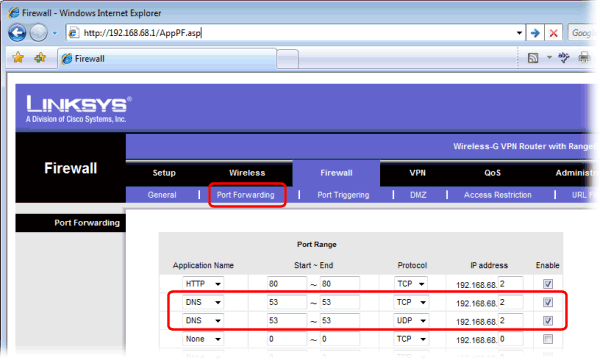 Firewall - Windows Internet Explorer
http://192.168.68.1/AppPF.asp
Goog
Firewall
LINKSYS®
A Division of Cisco Systems, Inc.
Wireless-G VPN Router with Range
Firewall
Setup Wireless Firewall VPN QoS Administr
General | Port Forwarding | Port Triggering | DMZ | Access Restriction | URL F
Port Forwarding
Port Range
Application Name Start ~ End Protocol IP address Enable
HTTP 80 ~ 80 TCP 192.168.68. 2
DNS 53 ~ 53 TCP 192.168.68. 2
DNS 53 ~ 53 UDP 192.168.68. 2
None 0 ~ 0 TCP 192.168.68. 0